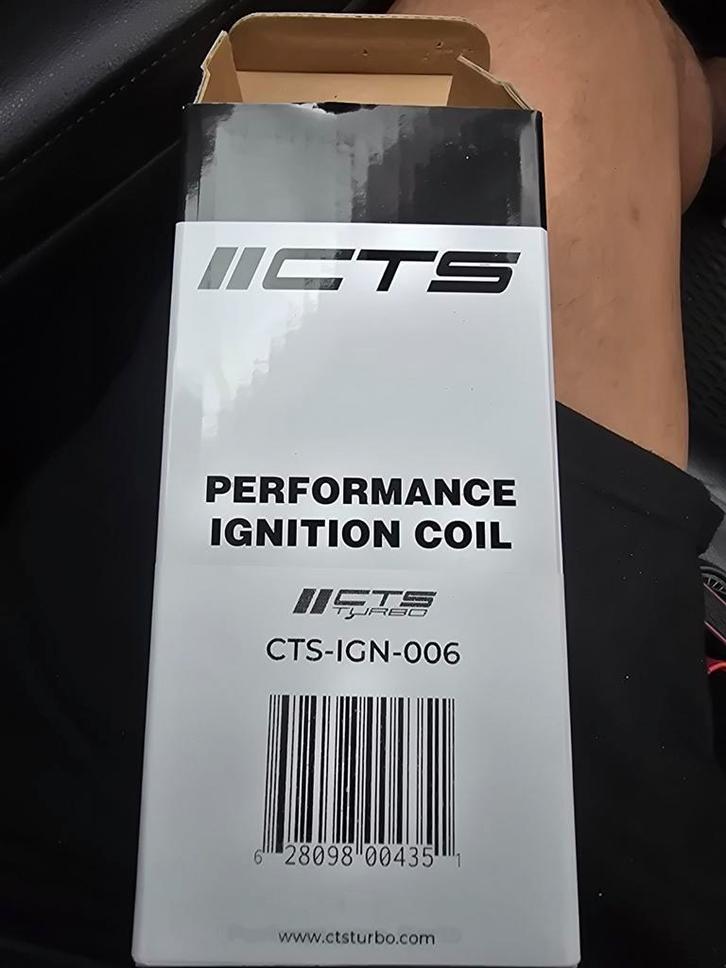 CTS
PERFORMANCE
IGNITION COIL
CTS
TURBO
CTS-IGN-006
6 28098 00435 1
www.ctsturbo.com